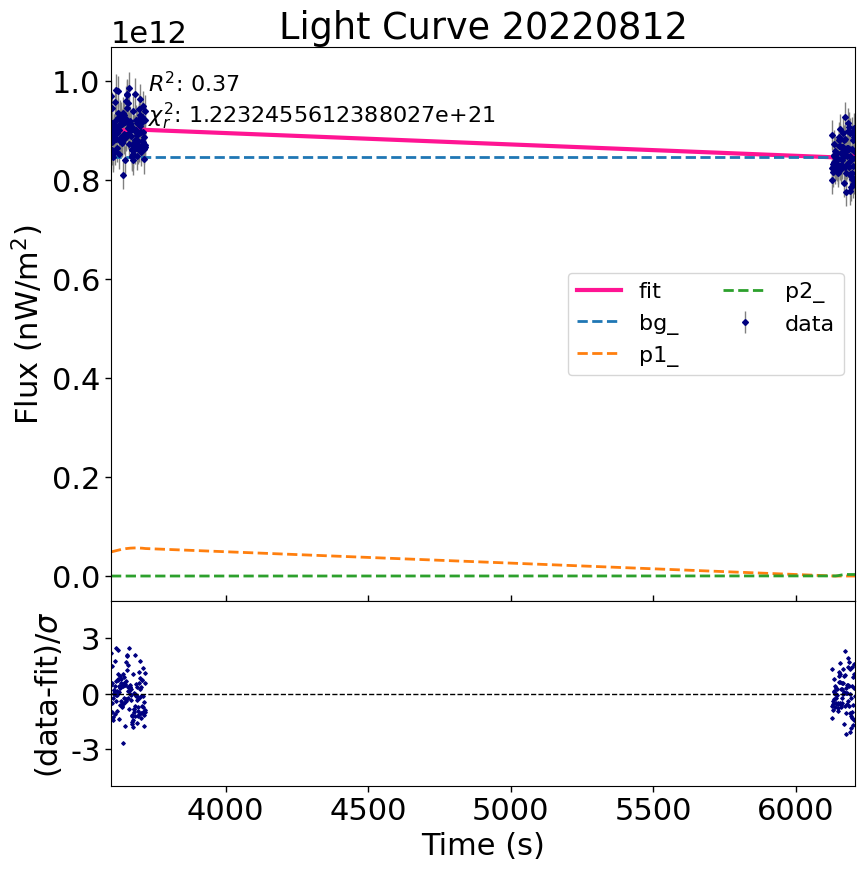 Light Curve 20220812
1e12
R²: 0.37
χ²ᵣ: 1.2232455612388027e+21
Flux (nW/m²)
1.0
0.8
0.6
0.4
0.2
0.0
fit
bg_
p1_
p2_
data
(data-fit)/σ
3
0
-3
4000 4500 5000 5500 6000
Time (s)